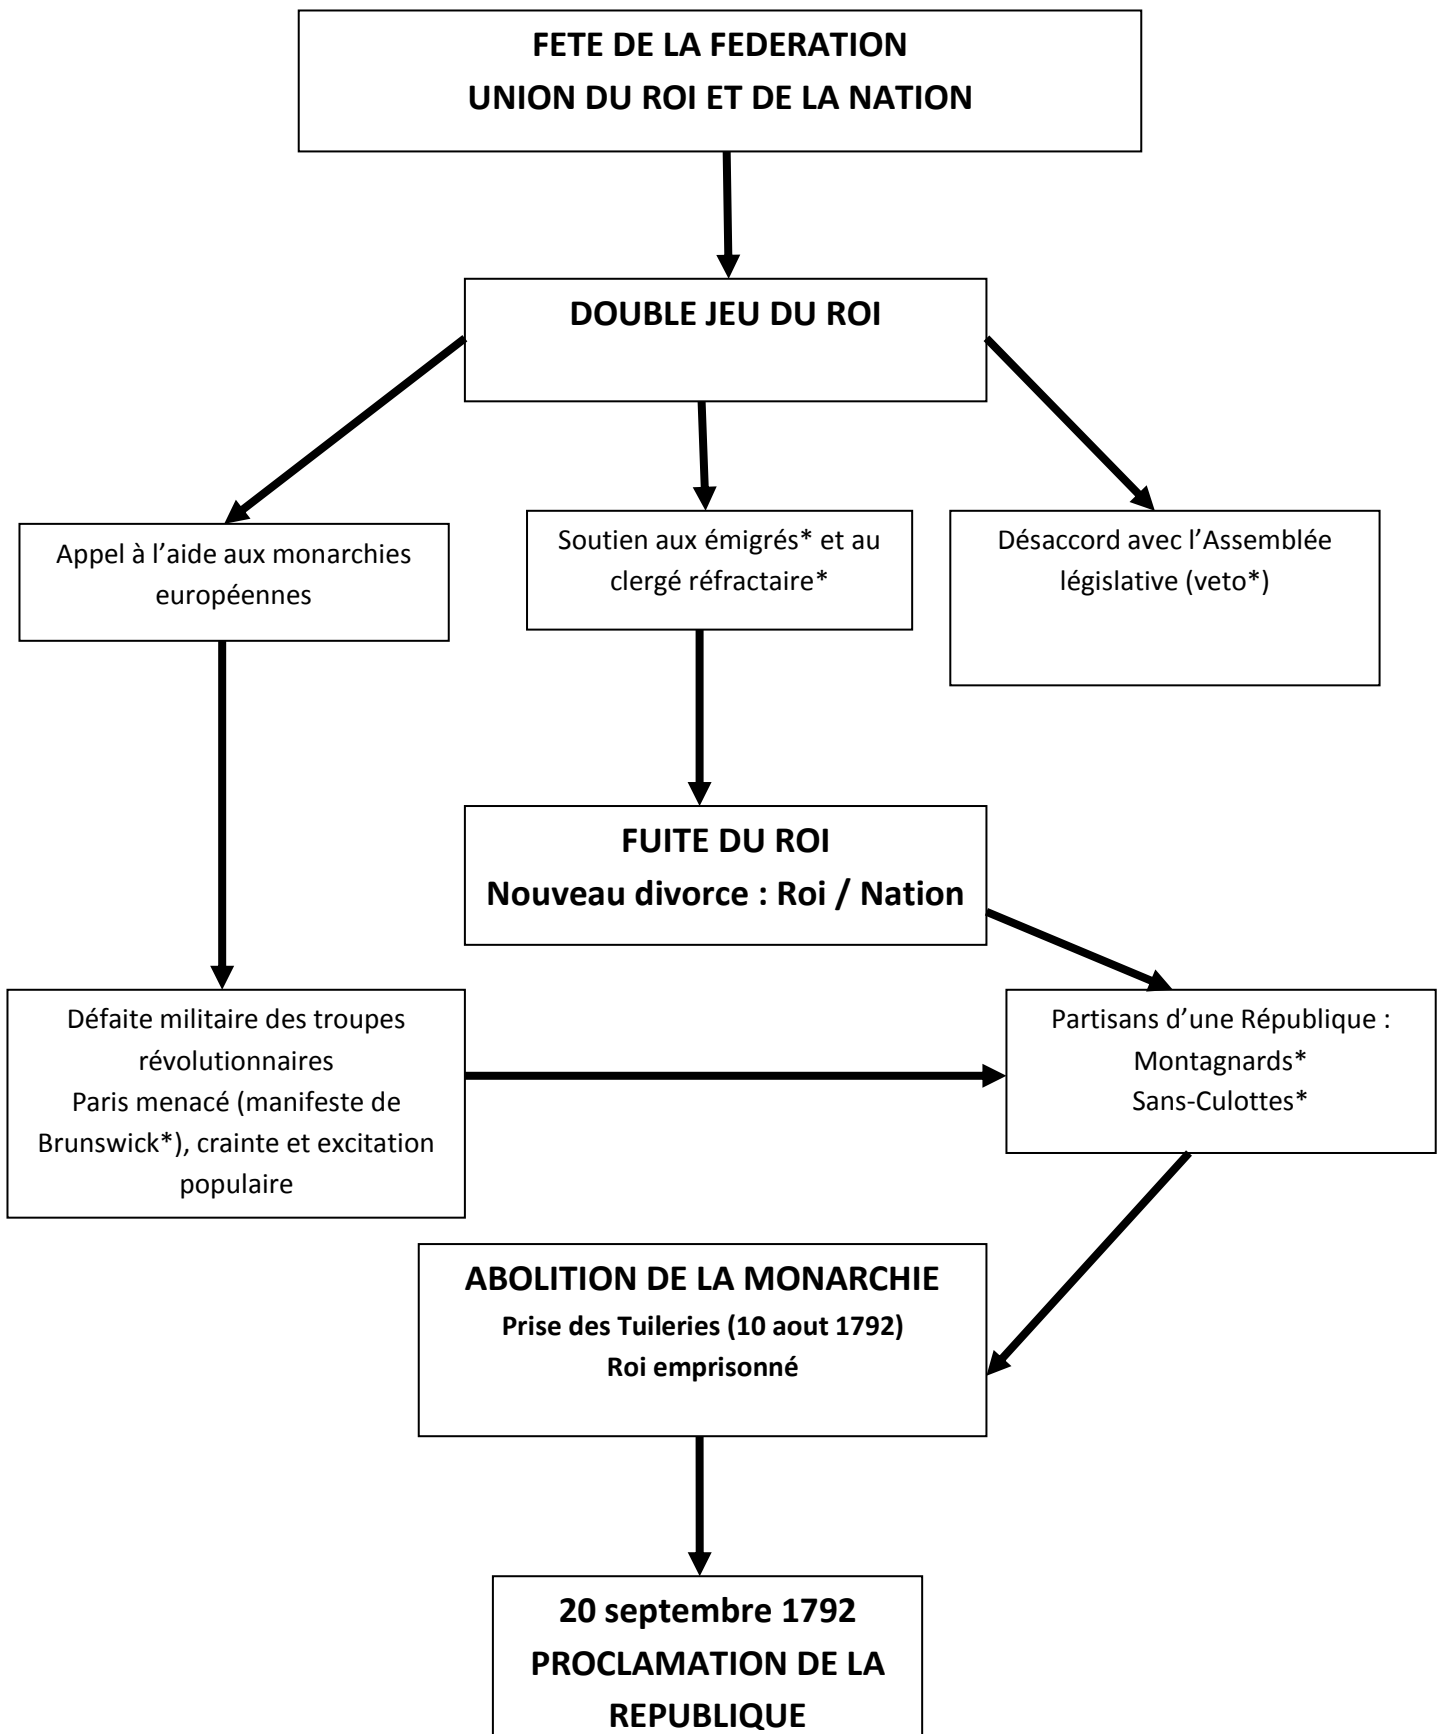 FETE DE LA FEDERATION
UNION DU ROI ET DE LA NATION
DOUBLE JEU DU ROI
Appel à l’aide aux monarchies
européennes
Soutien aux émigrés* et au
clergé réfractaire*
Désaccord avec l’Assemblée
législative (veto*)
FUITE DU ROI
Nouveau divorce : Roi / Nation
Défaite militaire des troupes
révolutionnaires
Paris menacé (manifeste de
Brunswick*), crainte et excitation
populaire
Partisans d’une République :
Montagnards*
Sans-Culottes*
ABOLITION DE LA MONARCHIE
Prise des Tuileries (10 aout 1792)
Roi emprisonné
20 septembre 1792
PROCLAMATION DE LA
REPUBLIQUE